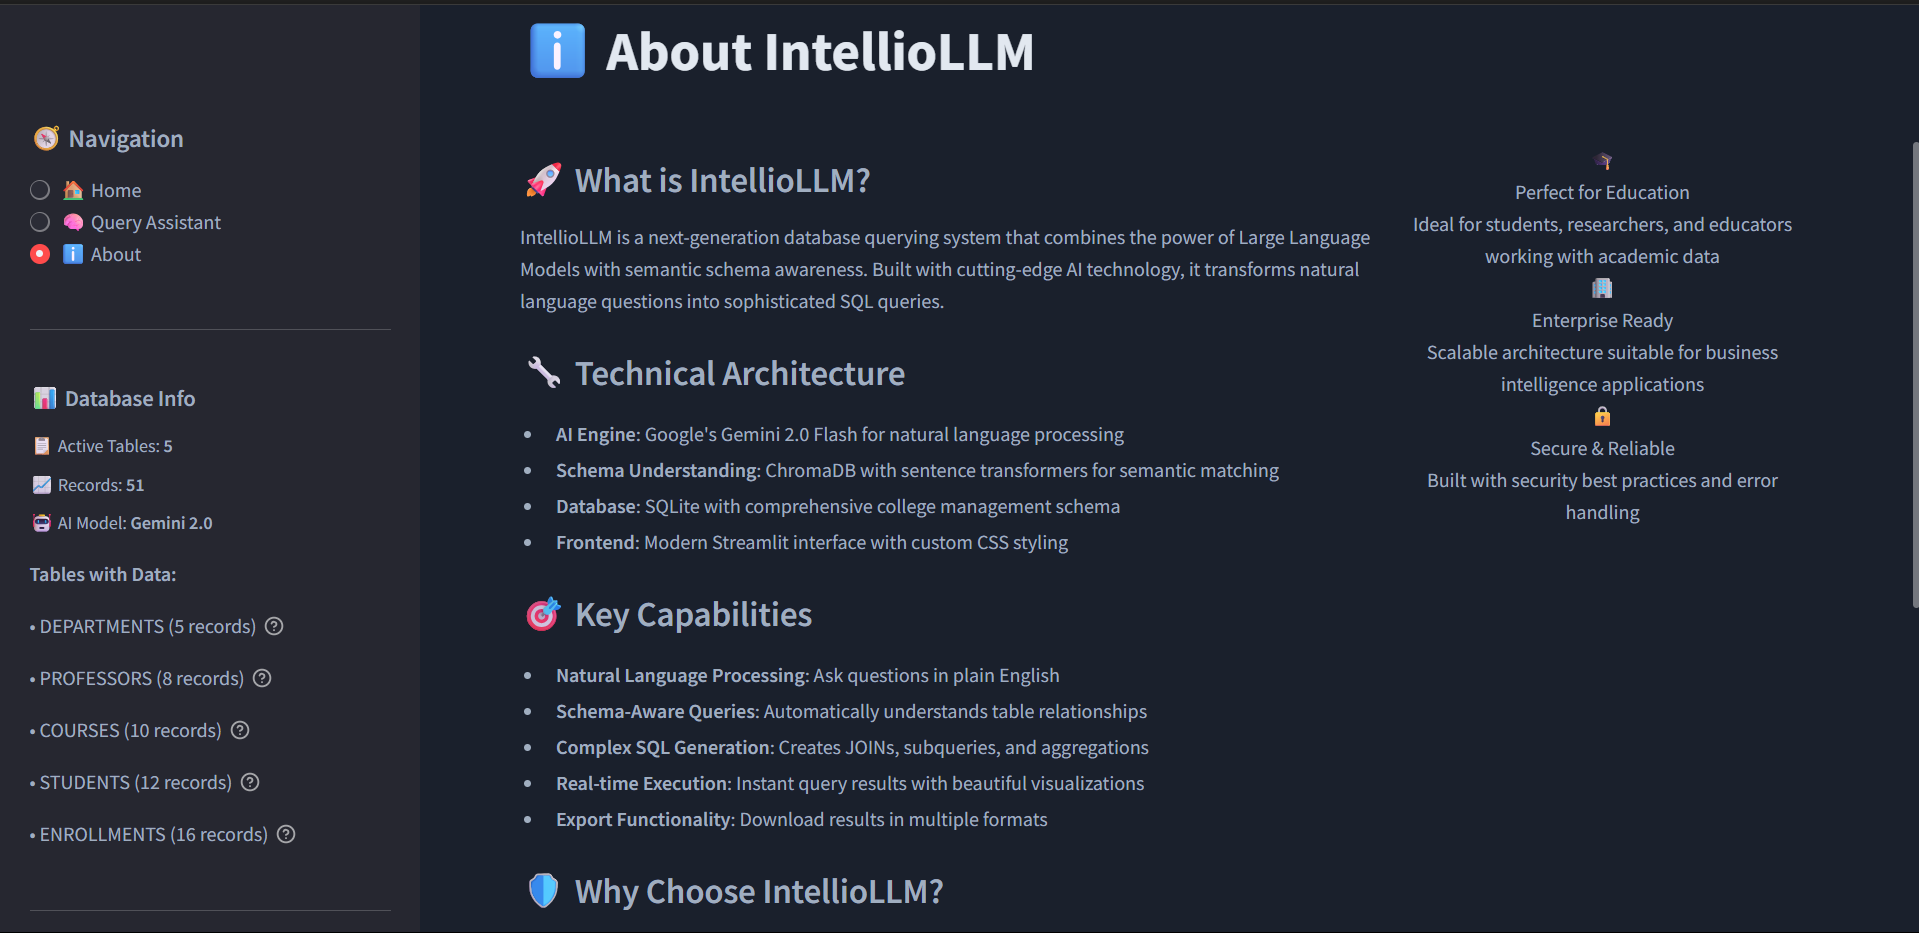 Navigation
Home
Query Assistant
About
Database Info
Active Tables: 5
Records: 51
AI Model: Gemini 2.0
Tables with Data:
• DEPARTMENTS (5 records)
• PROFESSORS (8 records)
• COURSES (10 records)
• STUDENTS (12 records)
• ENROLLMENTS (16 records)
About IntellioLLM
What is IntellioLLM?
IntellioLLM is a next-generation database querying system that combines the power of Large Language
Models with semantic schema awareness. Built with cutting-edge AI technology, it transforms natural
language questions into sophisticated SQL queries.
Technical Architecture
• AI Engine: Google's Gemini 2.0 Flash for natural language processing
• Schema Understanding: ChromaDB with sentence transformers for semantic matching
• Database: SQLite with comprehensive college management schema
• Frontend: Modern Streamlit interface with custom CSS styling
Key Capabilities
• Natural Language Processing: Ask questions in plain English
• Schema-Aware Queries: Automatically understands table relationships
• Complex SQL Generation: Creates JOINs, subqueries, and aggregations
• Real-time Execution: Instant query results with beautiful visualizations
• Export Functionality: Download results in multiple formats
Why Choose IntellioLLM?
Perfect for Education
Ideal for students, researchers, and educators
working with academic data
Enterprise Ready
Scalable architecture suitable for business
intelligence applications
Secure & Reliable
Built with security best practices and error
handling